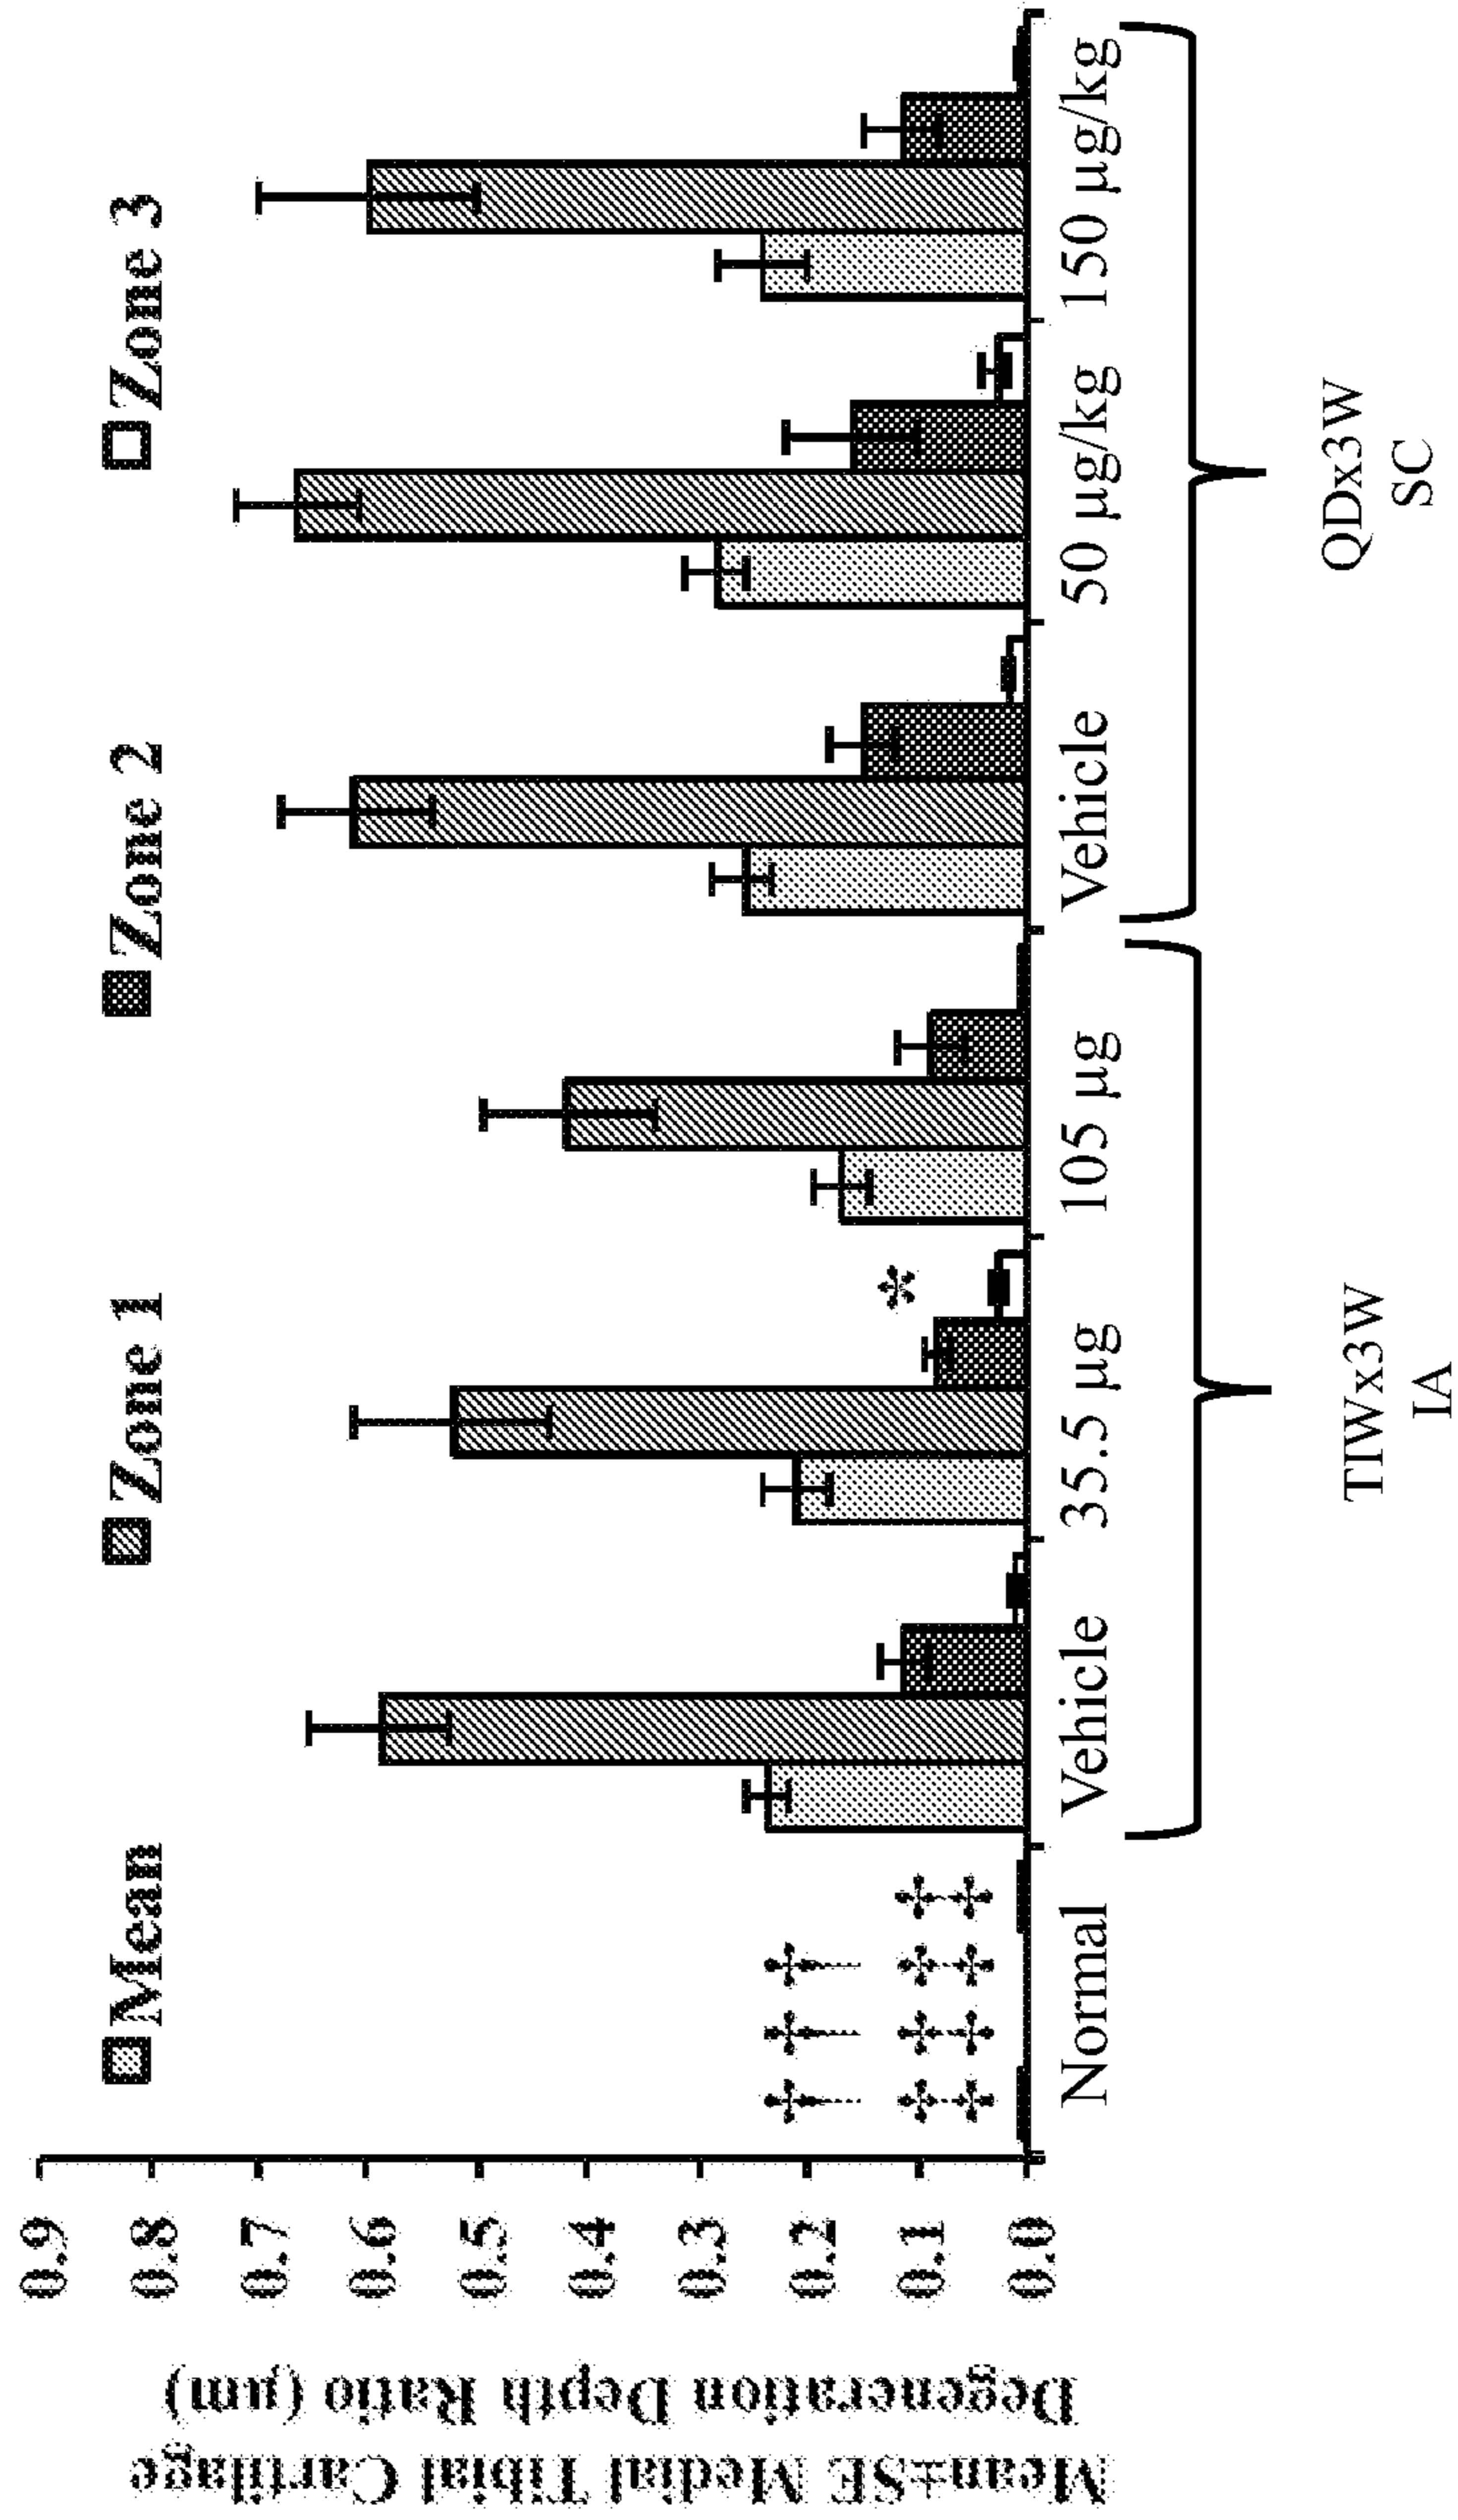 Mean Zone 1 Zone 2 Zone 3
Mean±SE Medial Tibial Cartilage
Degeneration Depth Ratio (µm)
0.9
0.8
0.7
0.6
0.5
0.4
0.3
0.2
0.1
0.0
† † †
‡ ‡ ‡ ‡
*
Normal Vehicle 35.5 µg 105 µg Vehicle 50 µg/kg 150 µg/kg
TIWx3W
IA
QDx3W
SC